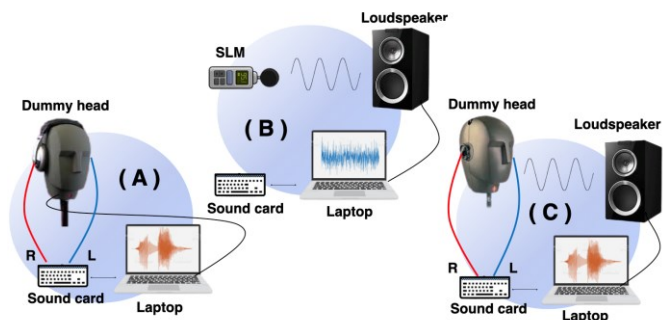 Loudspeaker
SLM
Dummy head
( B )
Dummy head
Loudspeaker
( A )
Sound card
Laptop
( C )
R
L
Sound card
Laptop
R
L
Sound card
Laptop